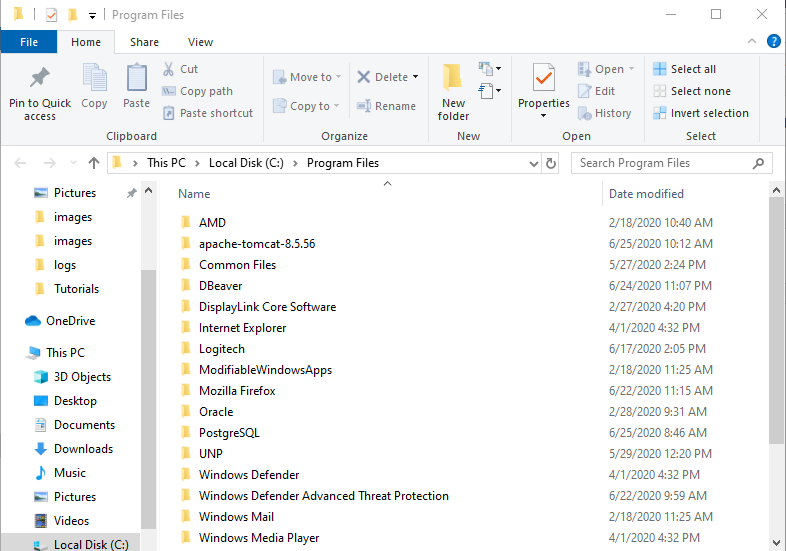 Program Files
File Home Share View
Pin to Quick access
Copy
Paste
Cut
Copy path
Paste shortcut
Clipboard
Move to
Copy to
Delete
Rename
Organize
New folder
New
Properties
Open
Edit
History
Open
Select all
Select none
Invert selection
Select
This PC Local Disk (C:) Program Files
Search Program Files
Pictures
images
images
logs
Tutorials
OneDrive
This PC
3D Objects
Desktop
Documents
Downloads
Music
Pictures
Videos
Local Disk (C:)
Name Date modified
AMD 2/18/2020 10:40 AM
apache-tomcat-8.5.56 6/25/2020 10:12 AM
Common Files 5/27/2020 2:24 PM
DBeaver 6/24/2020 11:07 PM
DisplayLink Core Software 2/27/2020 4:20 PM
Internet Explorer 4/1/2020 4:32 PM
Logitech 6/17/2020 2:05 PM
ModifiableWindowsApps 2/18/2020 11:25 AM
Mozilla Firefox 6/22/2020 11:15 AM
Oracle 2/28/2020 9:31 AM
PostgreSQL 6/25/2020 8:46 AM
UNP 5/29/2020 12:20 PM
Windows Defender 4/1/2020 4:32 PM
Windows Defender Advanced Threat Protection 6/22/2020 9:59 AM
Windows Mail 2/18/2020 11:25 AM
Windows Media Player 4/1/2020 4:32 PM